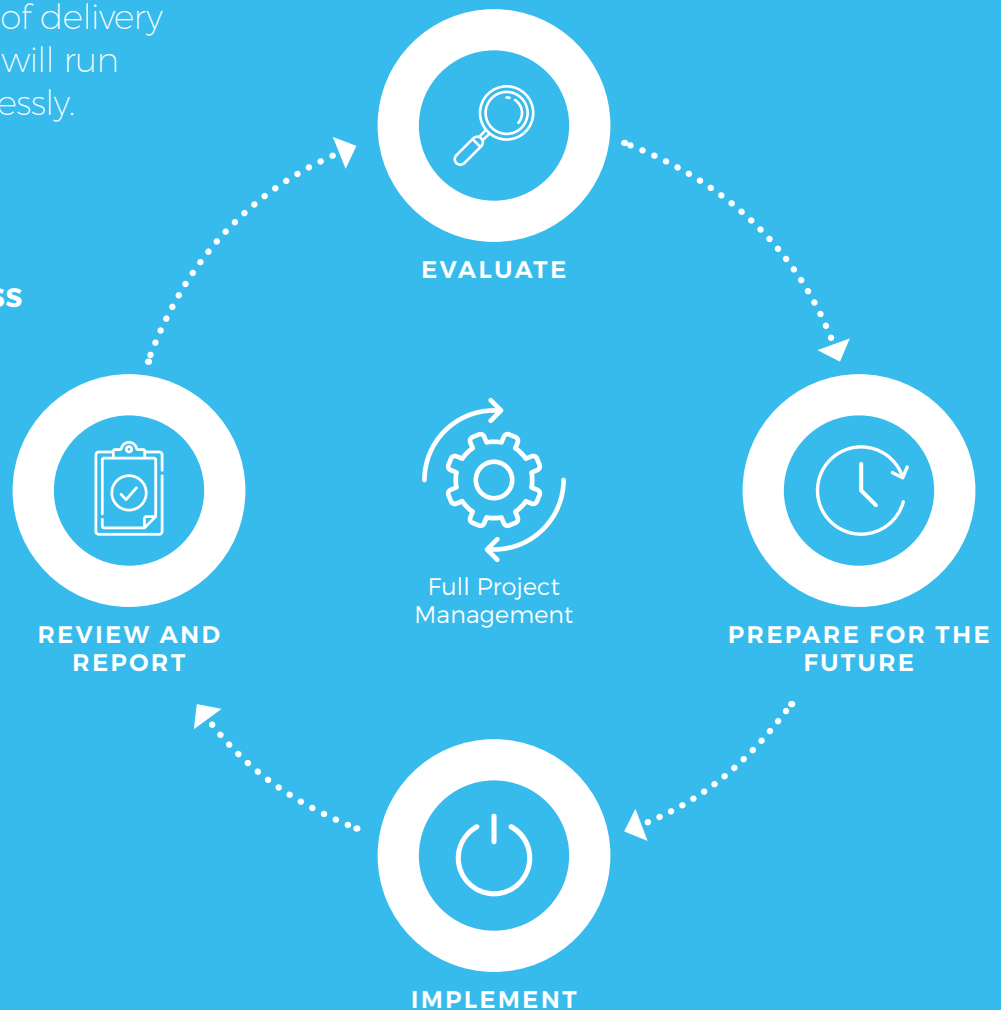 of delivery
will run
essly.
EVALUATE
ss
Full Project
Management
REVIEW AND
REPORT
PREPARE FOR THE
FUTURE
IMPLEMENT